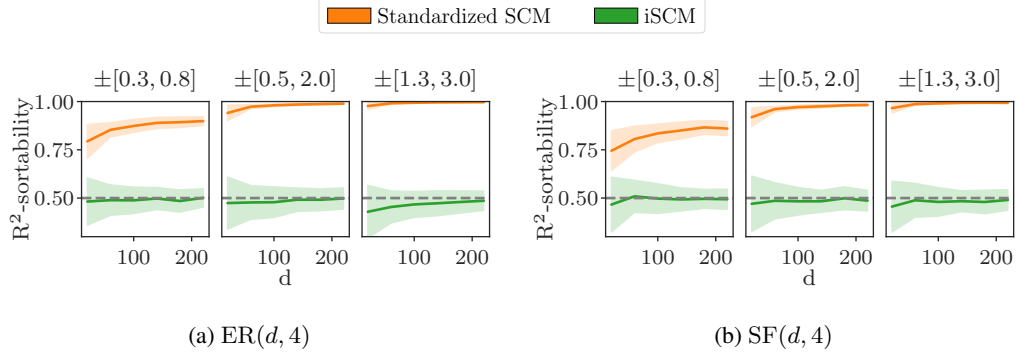 Standardized SCM iSCM
±[0.3, 0.8] ±[0.5, 2.0] ±[1.3, 3.0]
R²-sortability
1.00
0.75
0.50
100 200 100 200 100 200
d
(a) ER(d, 4)
±[0.3, 0.8] ±[0.5, 2.0] ±[1.3, 3.0]
R²-sortability
1.00
0.75
0.50
100 200 100 200 100 200
d
(b) SF(d, 4)